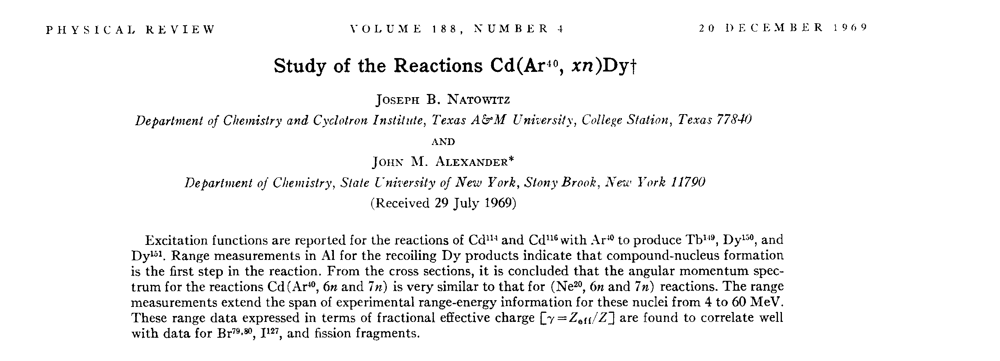 PHYSICAL REVIEW VOLUME 188, NUMBER 4 20 DECEMBER 1969
Study of the Reactions Cd(Ar⁴⁰, xn)Dy†
JOSEPH B. NATOWITZ
Department of Chemistry and Cyclotron Institute, Texas A&M University, College Station, Texas 77840
AND
JOHN M. ALEXANDER*
Department of Chemistry, State University of New York, Stony Brook, New York 11790
(Received 29 July 1969)
Excitation functions are reported for the reactions of Cd¹¹⁴ and Cd¹¹⁶ with Ar⁴⁰ to produce Tb¹⁴⁹, Dy¹⁵⁰, and
Dy¹⁵¹. Range measurements in Al for the recoiling Dy products indicate that compound-nucleus formation
is the first step in the reaction. From the cross sections, it is concluded that the angular momentum spec-
trum for the reactions Cd(Ar⁴⁰, 6n and 7n) is very similar to that for (Ne²⁰, 6n and 7n) reactions. The range
measurements extend the span of experimental range-energy information for these nuclei from 4 to 60 MeV.
These range data expressed in terms of fractional effective charge [γ=Z_eff/Z] are found to correlate well
with data for Br⁷⁹,⁸⁰, I¹²⁷, and fission fragments.